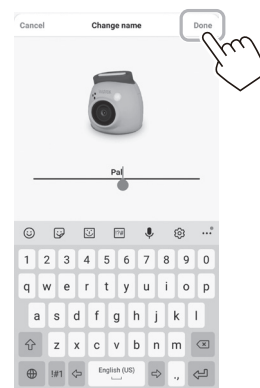 Cancel Change name Done
Pal
1 2 3 4 5 6 7 8 9 0
q w e r t y u i o p
a s d f g h j k l
z x c v b n m
!#1 English (US) .,